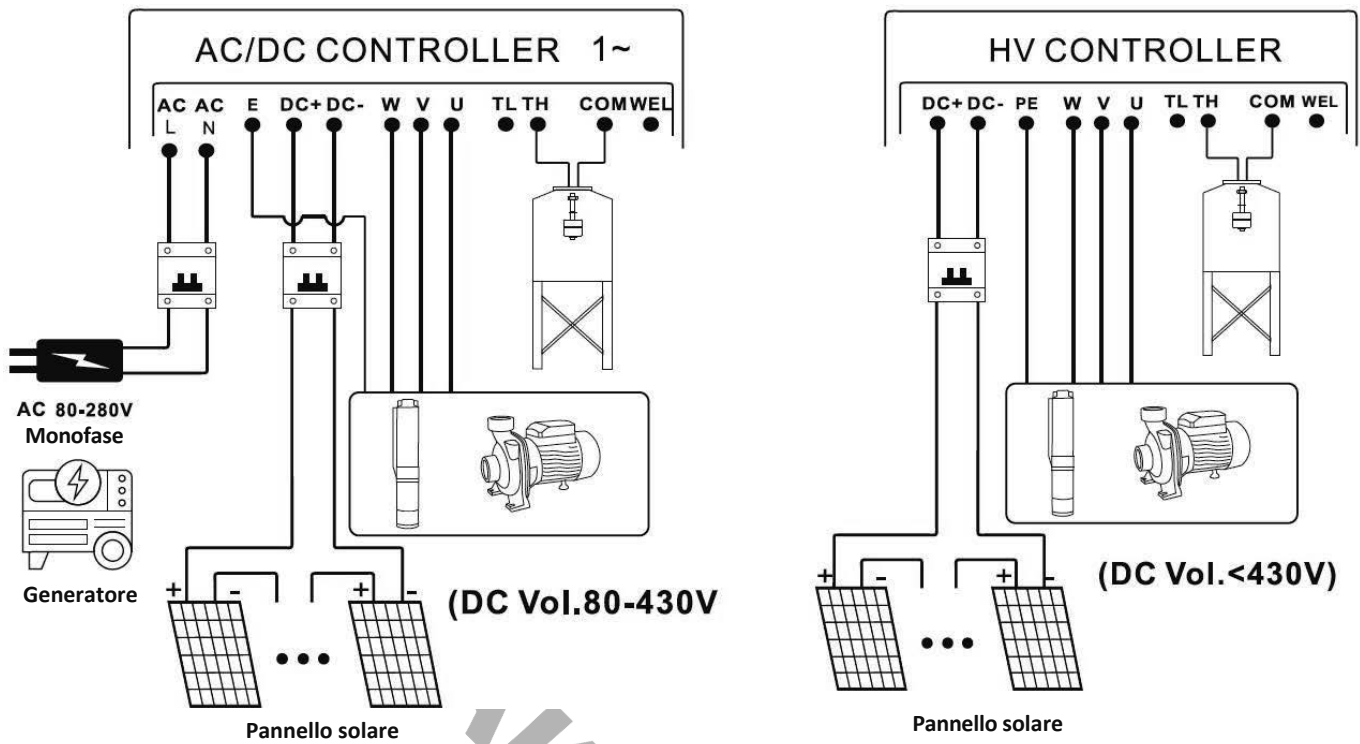 AC/DC CONTROLLER 1~
AC AC E DC+ DC- W V U TL TH COM WEL
L N
AC 80-280V
Monofase
Generatore
+ - + -
(DC Vol.80-430V
Pannello solare
HV CONTROLLER
DC+ DC- PE W V U TL TH COM WEL
+ - + -
(DC Vol.<430V)
Pannello solare